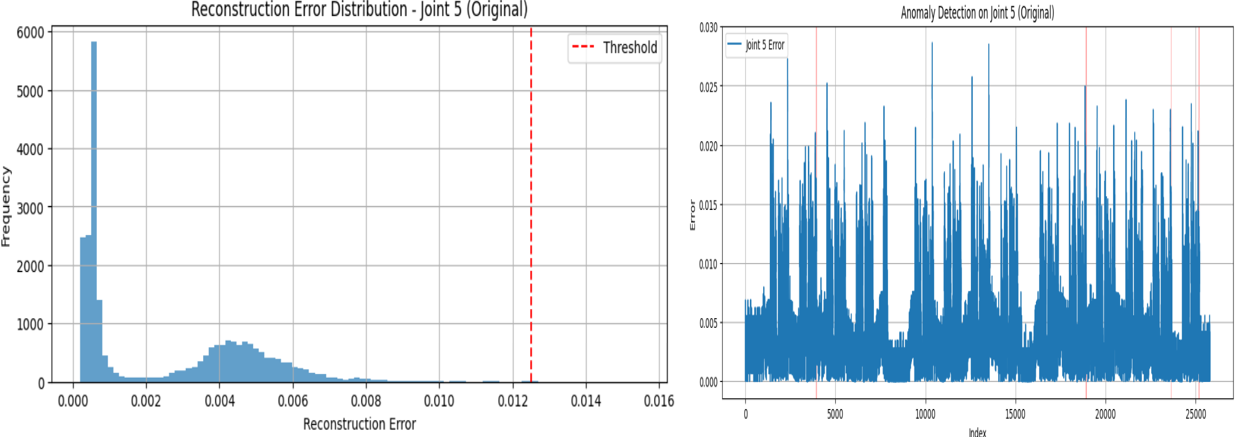 Reconstruction Error Distribution - Joint 5 (Original)
6000
5000
4000
3000
2000
1000
0
Frequency
Threshold
0.000 0.002 0.004 0.006 0.008 0.010 0.012 0.014 0.016
Reconstruction Error
Anomaly Detection on Joint 5 (Original)
0.030
0.025
0.020
0.015
0.010
0.005
0.000
Error
Joint 5 Error
0 5000 10000 15000 20000 25000
Index